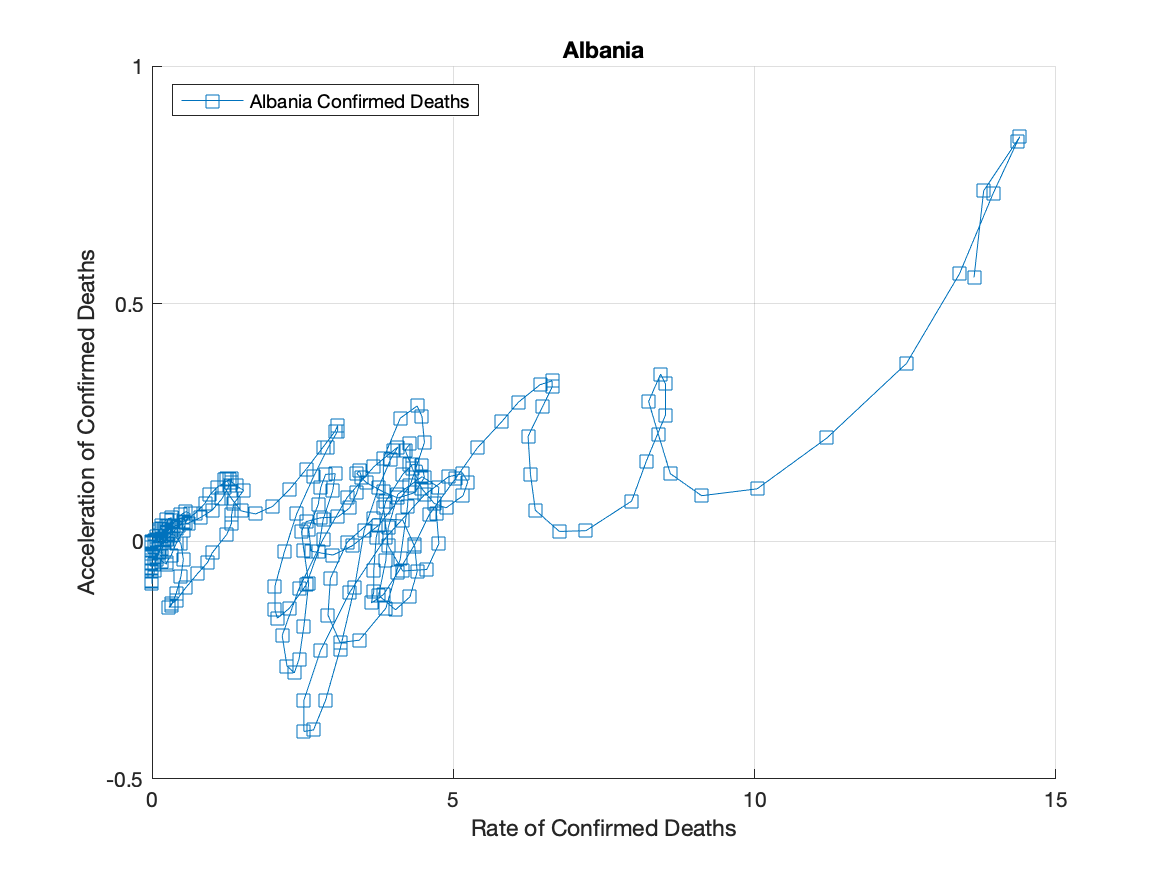 Albania
1
Albania Confirmed Deaths
0.5
0
-0.5
Acceleration of Confirmed Deaths
0 5 10 15
Rate of Confirmed Deaths